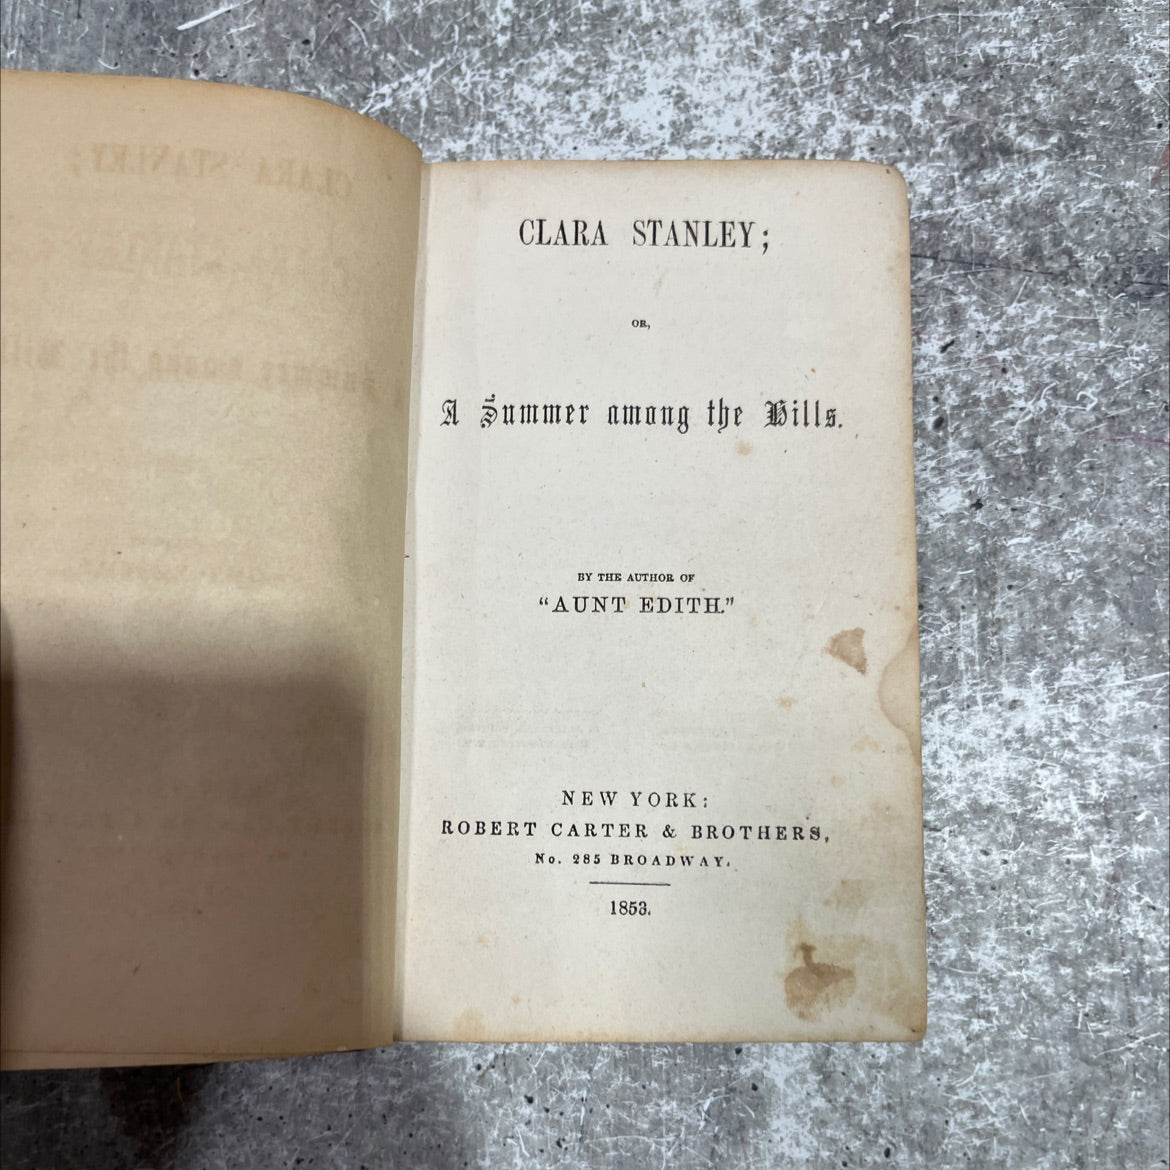 CLARA STANLEY;
OR,
A Summer among the Hills.
BY THE AUTHOR OF
"AUNT EDITH."
NEW YORK:
ROBERT CARTER & BROTHERS,
No. 285 BROADWAY.
1853.